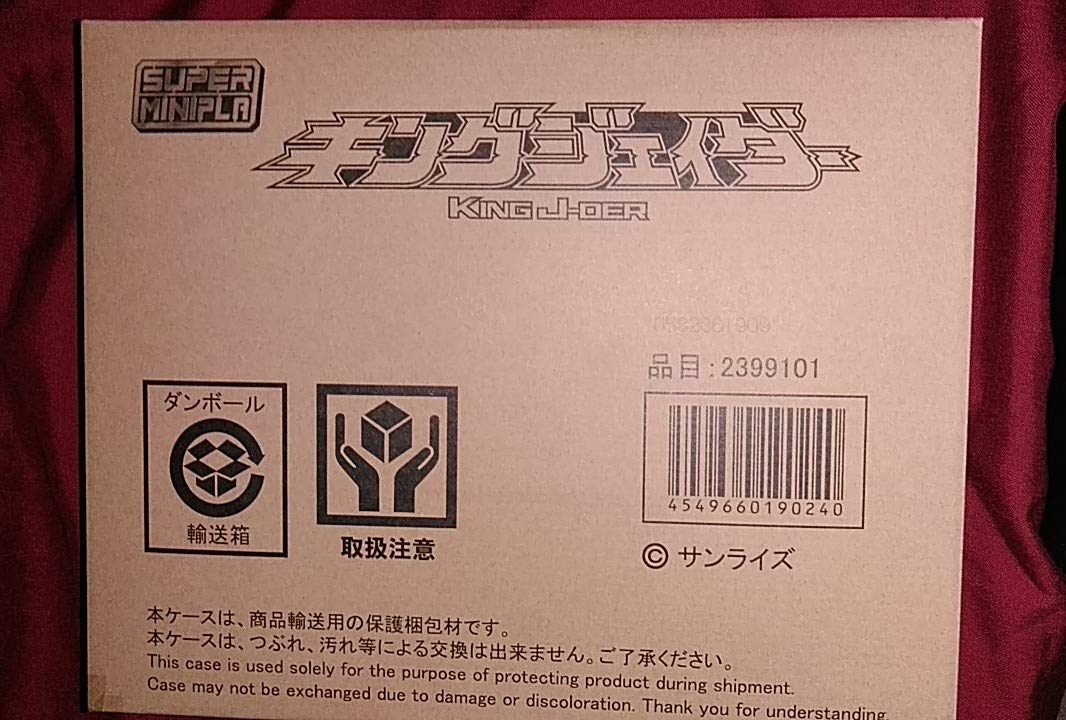 SUPER
MINIPLA
キングジェイダー
KING J-DER
品目:2399101
ダンボール
輸送箱
取扱注意
4549660190240
© サンライズ
本ケースは、商品輸送用の保護梱包材です。
本ケースは、つぶれ、汚れ等による交換は出来ません。ご了承ください。
This case is used solely for the purpose of protecting product during shipment.
Case may not be exchanged due to damage or discoloration. Thank you for understanding.